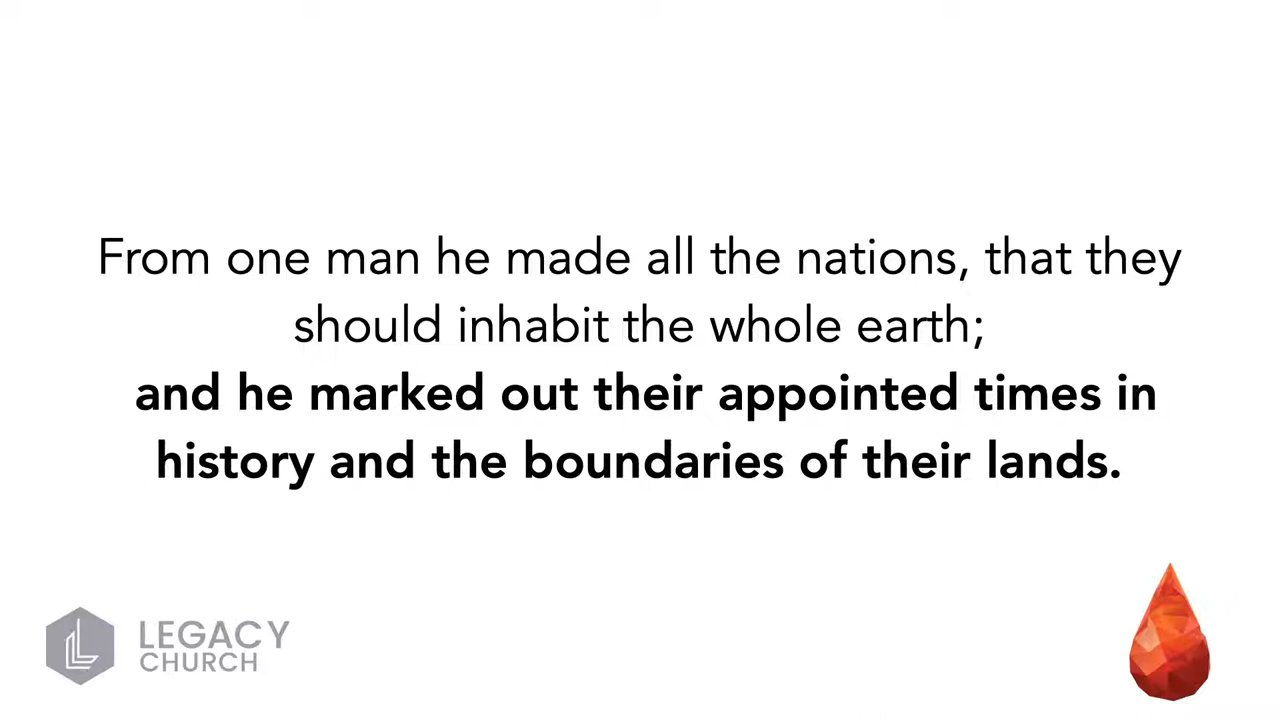 From one man he made all the nations, that they
should inhabit the whole earth;
and he marked out their appointed times in
history and the boundaries of their lands.
LEGACY
CHURCH